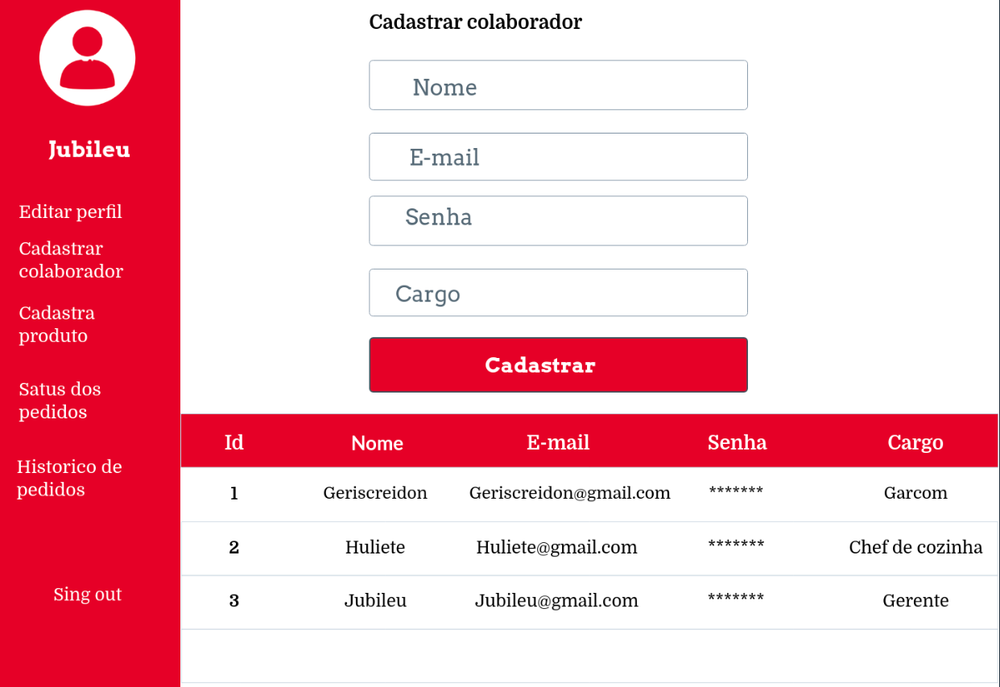 Jubileu
Editar perfil
Cadastrar
colaborador
Cadastra
produto
Satus dos
pedidos
Historico de
pedidos
Sing out
Cadastrar colaborador
Nome
E-mail
Senha
Cargo
Cadastrar
Id Nome E-mail Senha Cargo
1 Geriscreidon Geriscreidon@gmail.com ******* Garcom
2 Huliete Huliete@gmail.com ******* Chef de cozinha
3 Jubileu Jubileu@gmail.com ******* Gerente